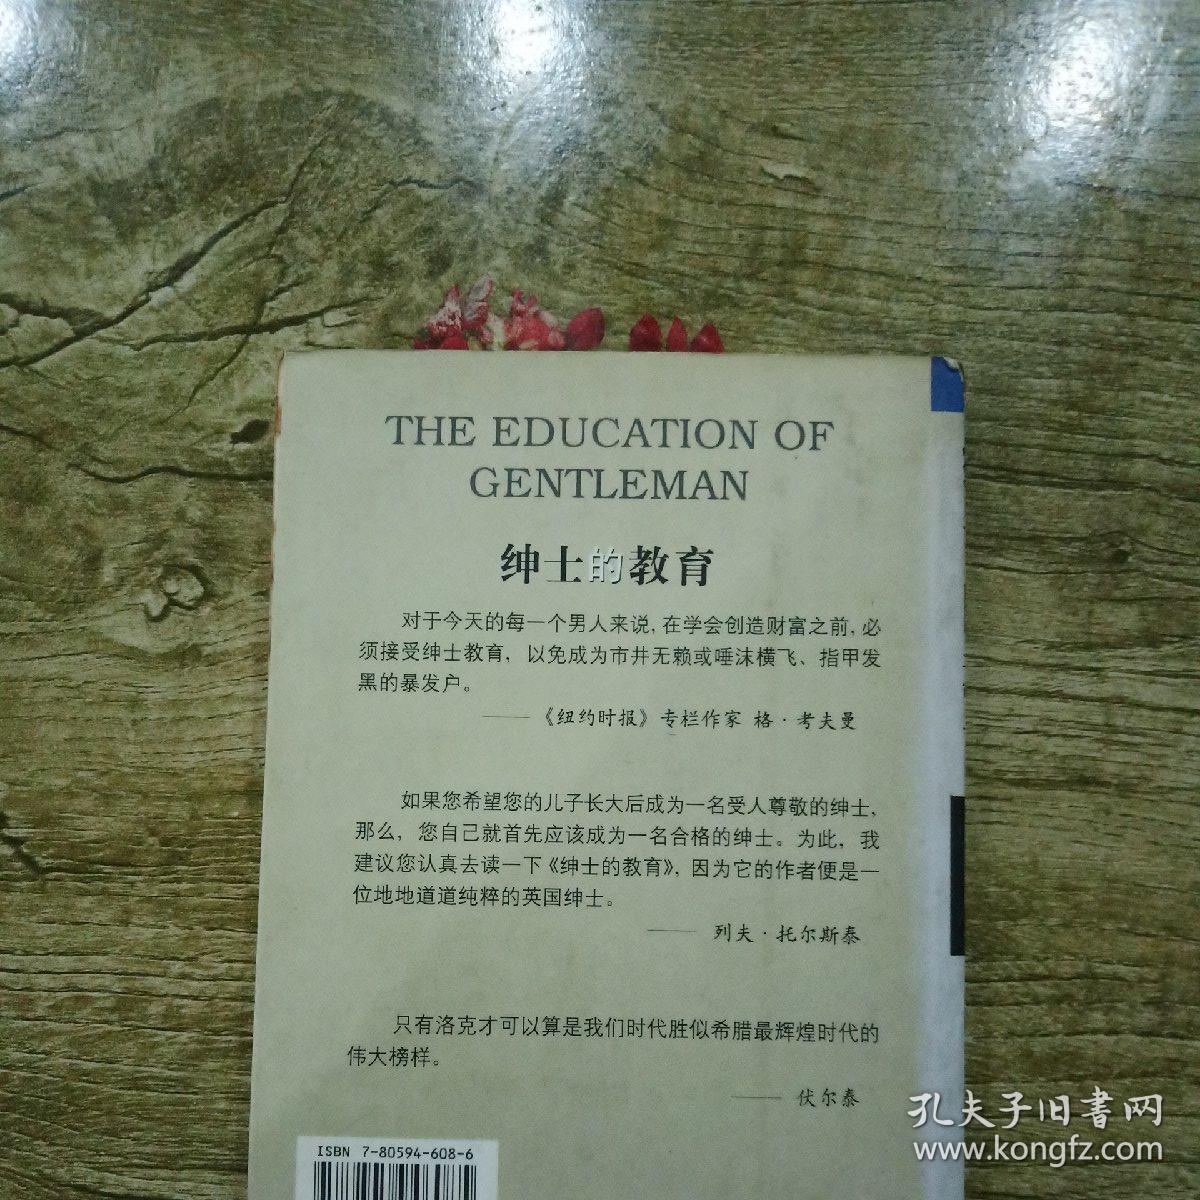 THE EDUCATION OF
GENTLEMAN
绅士的教育
对于今天的每一个男人来说,在学会创造财富之前,必
须接受绅士教育,以免成为市井无赖或唾沫横飞、指甲发
黑的暴发户。
——《纽约时报》专栏作家 格·考夫曼
如果您希望您的儿子长大后成为一名受人尊敬的绅士,
那么,您自己就首先应该成为一名合格的绅士。为此,我
建议您认真去读一下《绅士的教育》,因为它的作者便是一
位地地道道纯粹的英国绅士。
—— 列夫·托尔斯泰
只有洛克才可以算是我们时代胜似希腊最辉煌时代的
伟大榜样。
—— 伏尔泰
ISBN 7-80594-608-6
孔夫子旧书网
www.kongfz.com